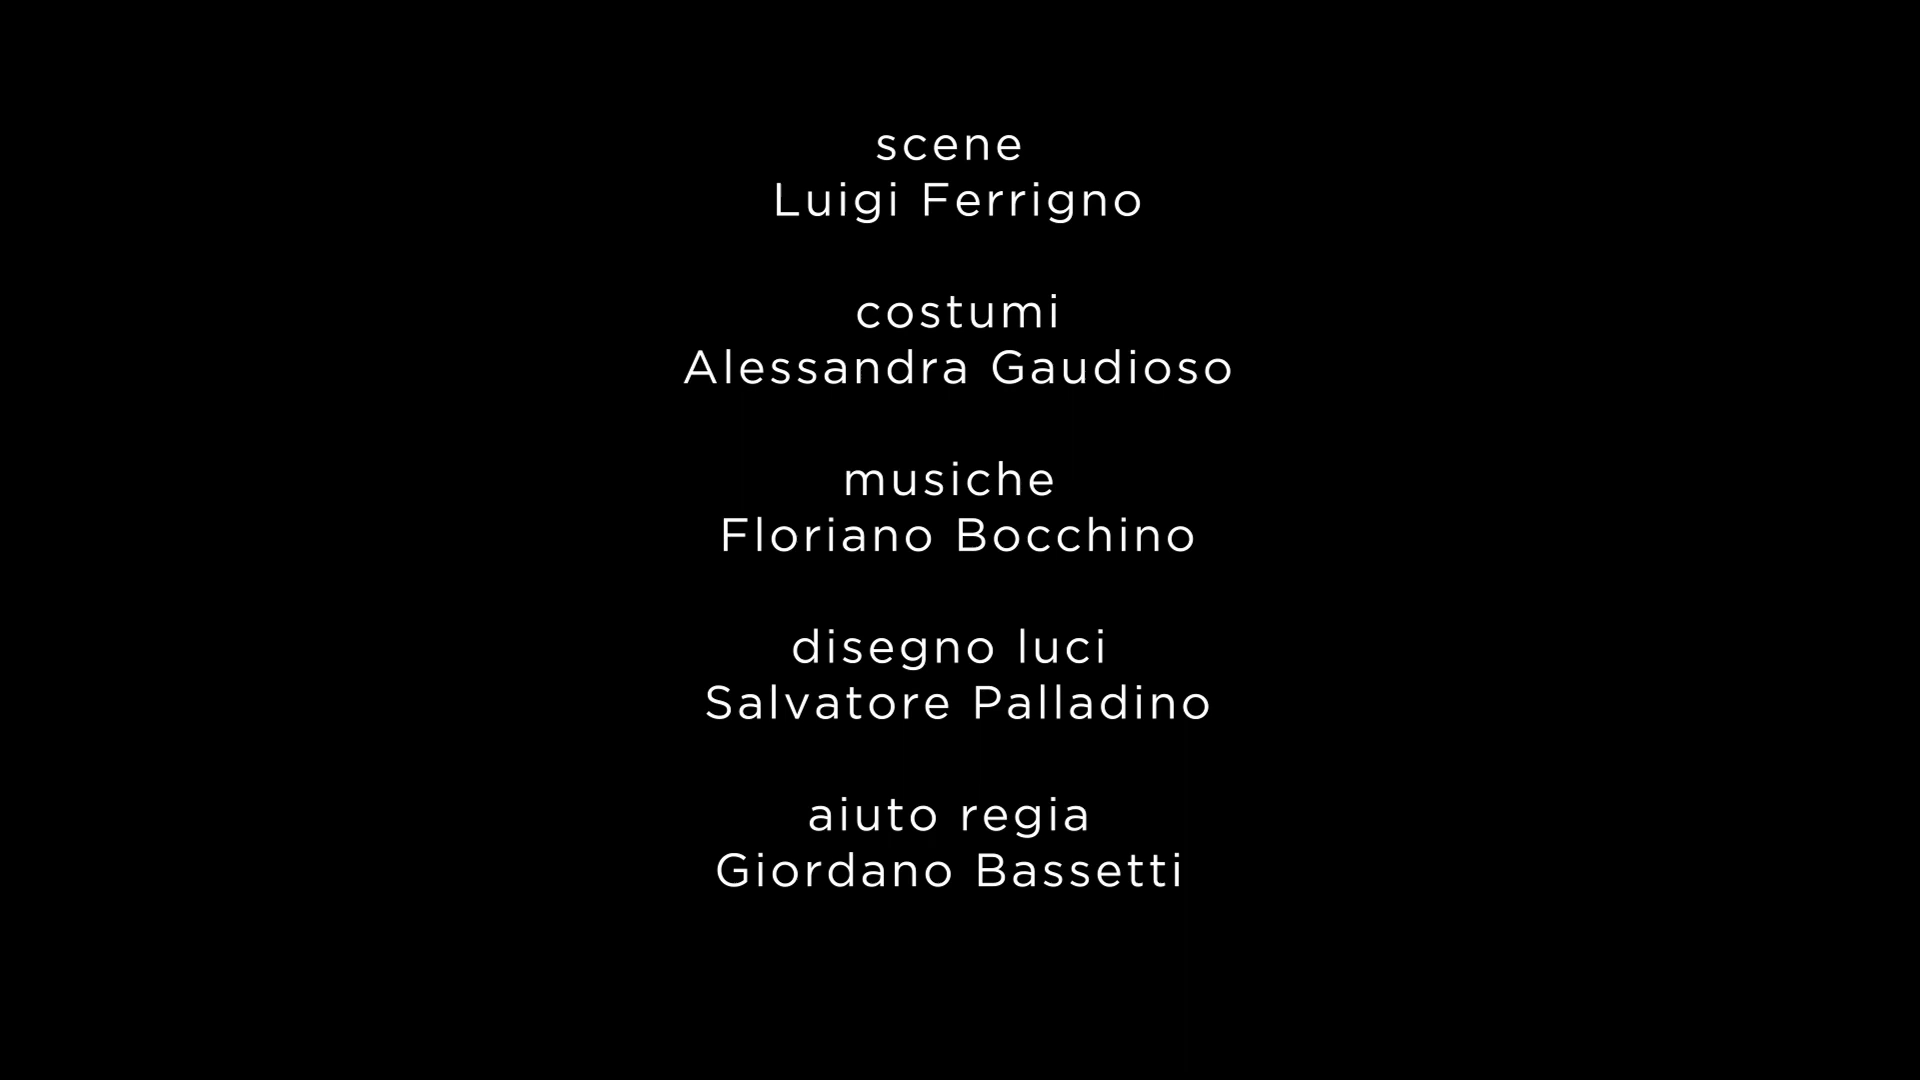 scene
Luigi Ferrigno
costumi
Alessandra Gaudioso
musiche
Floriano Bocchino
disegno luci
Salvatore Palladino
aiuto regia
Giordano Bassetti